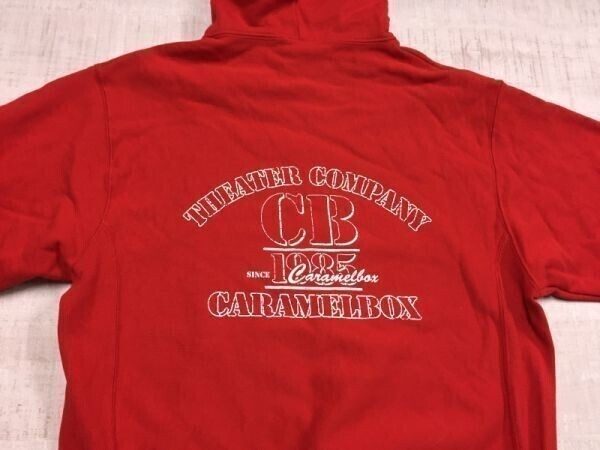 THEATER COMPANY
CB
SINCE 1985
Caramelbox
CARAMELBOX